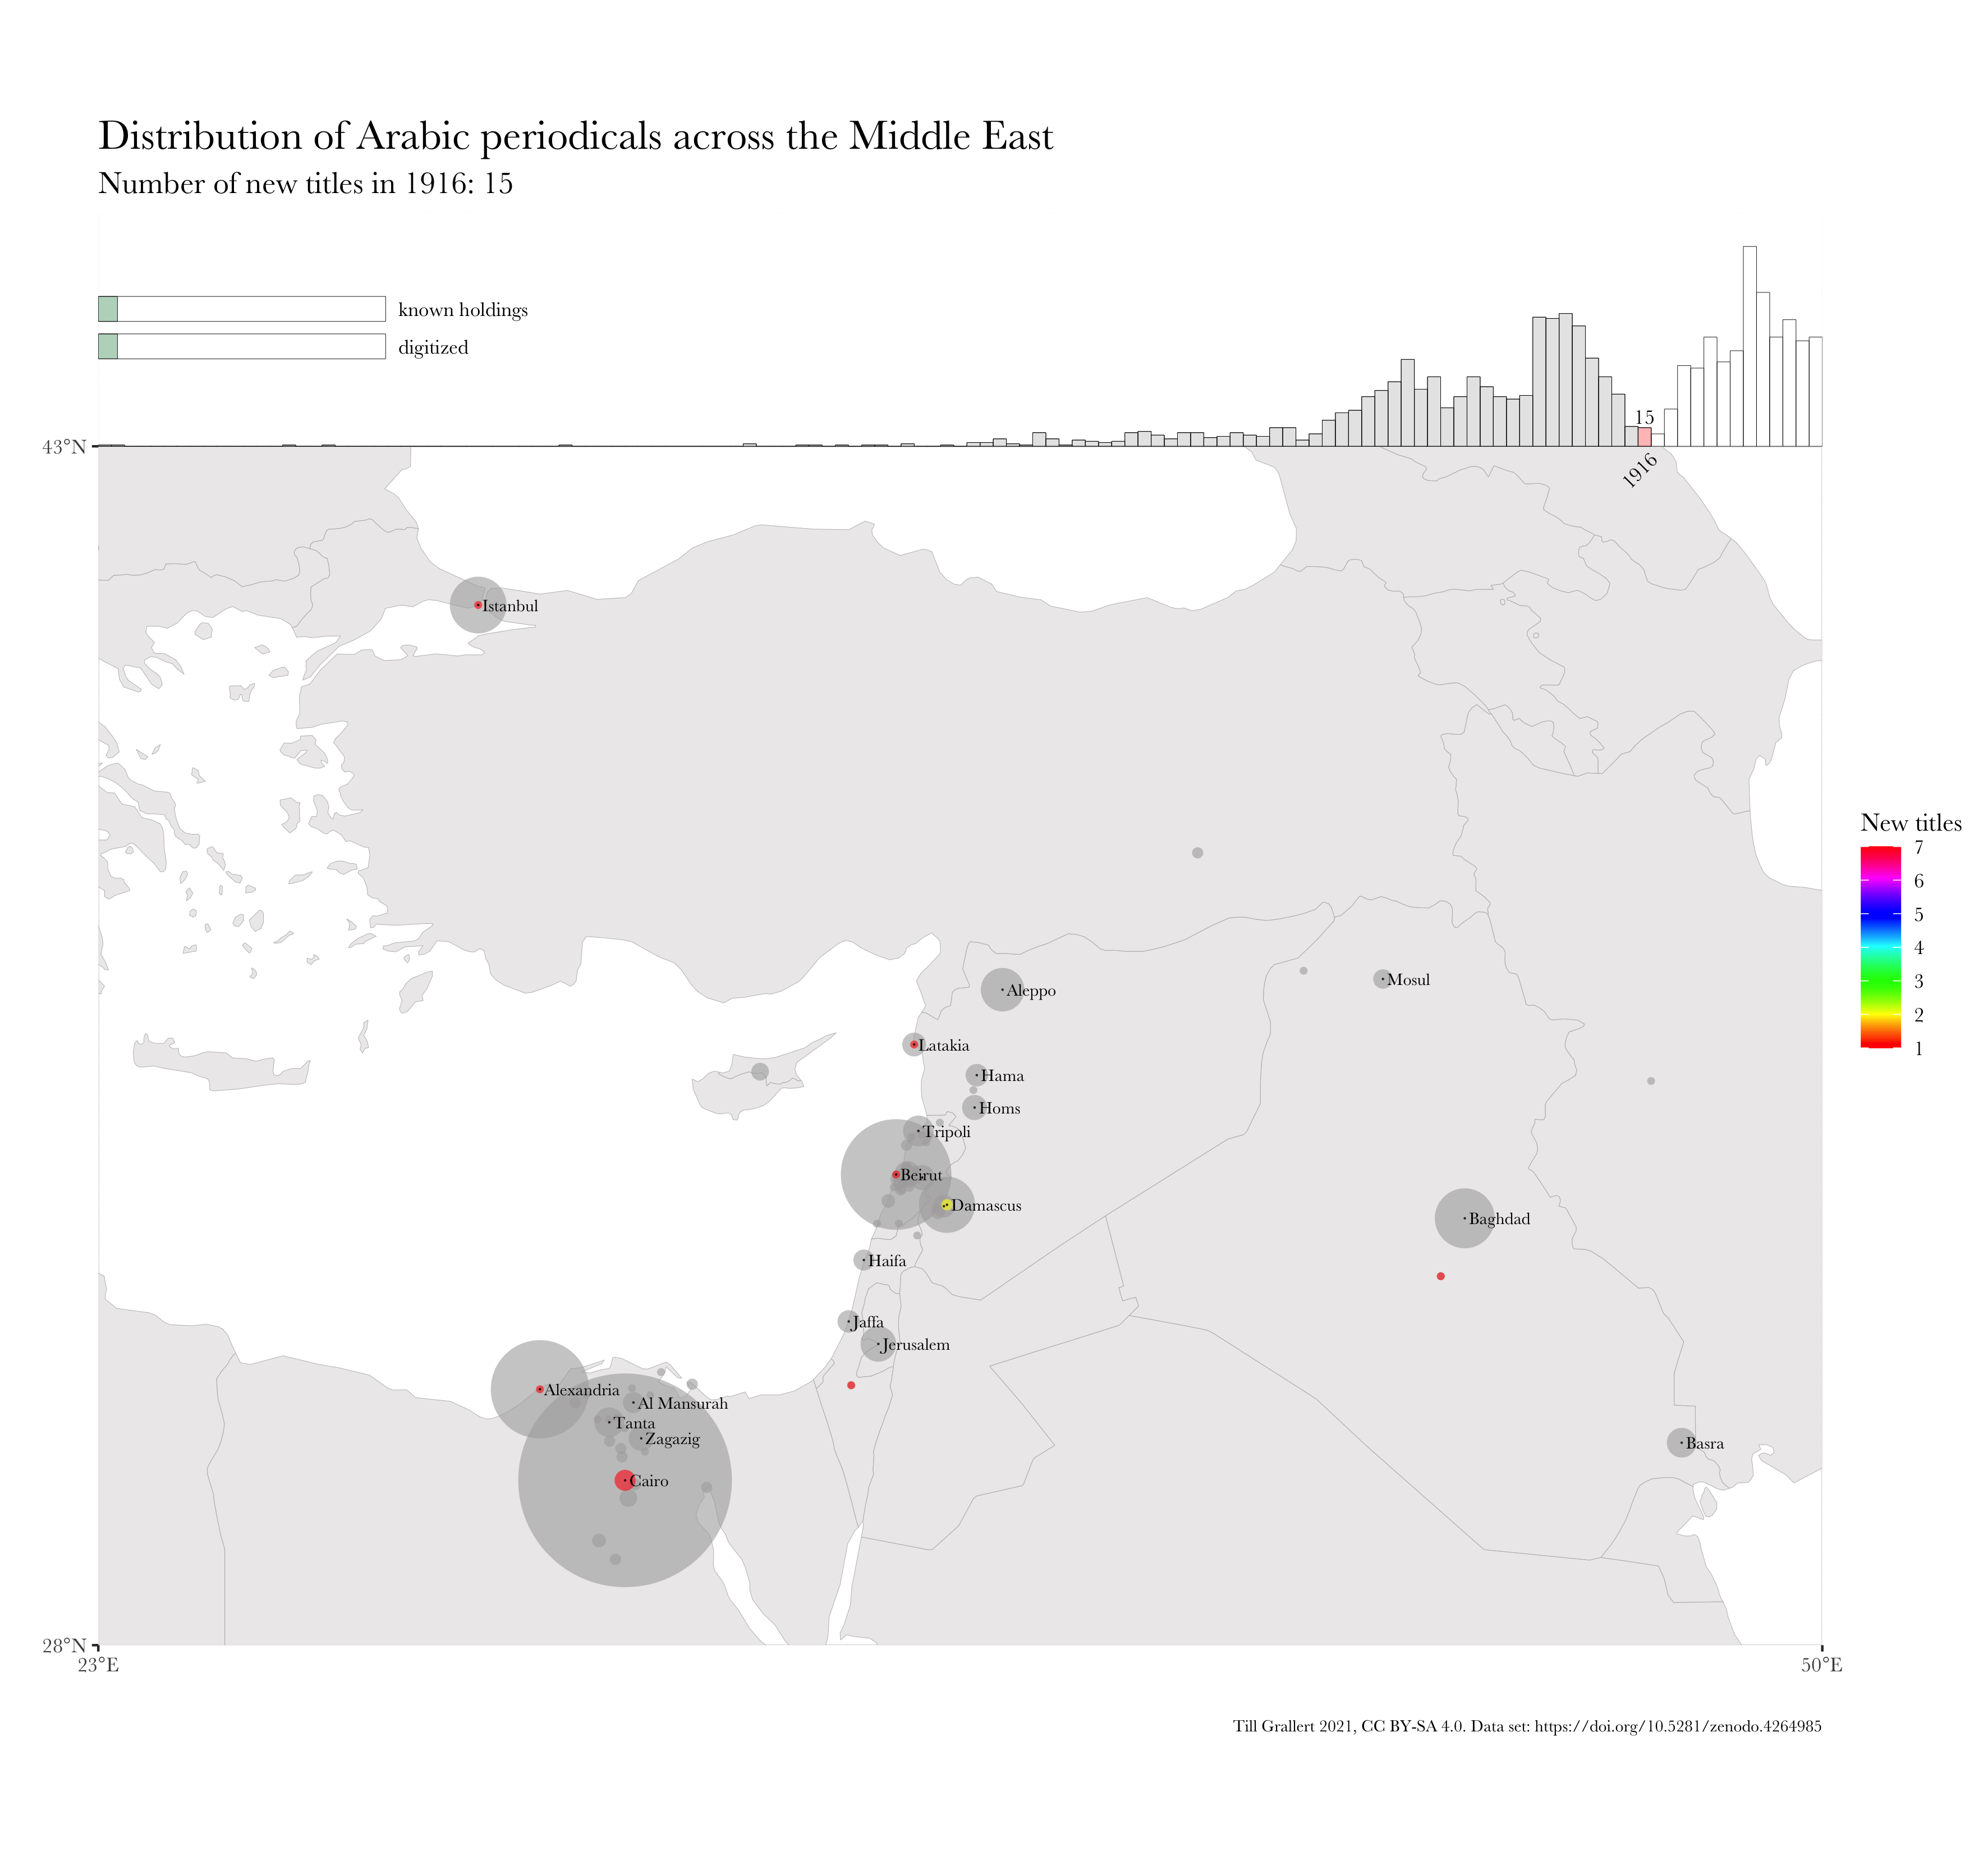 Distribution of Arabic periodicals across the Middle East
Number of new titles in 1916: 15
known holdings
digitized
15
1916
43°N
Istanbul
New titles
7
6
5
4
3
2
1
Mosul
Aleppo
Latakia
Hama
Homs
Tripoli
Beirut
Damascus
Baghdad
Haifa
Jaffa
Jerusalem
Alexandria
Al Mansurah
Tanta
Zagazig
Basra
Cairo
28°N
23°E
50°E
Till Grallert 2021, CC BY-SA 4.0. Data set: https://doi.org/10.5281/zenodo.4264985